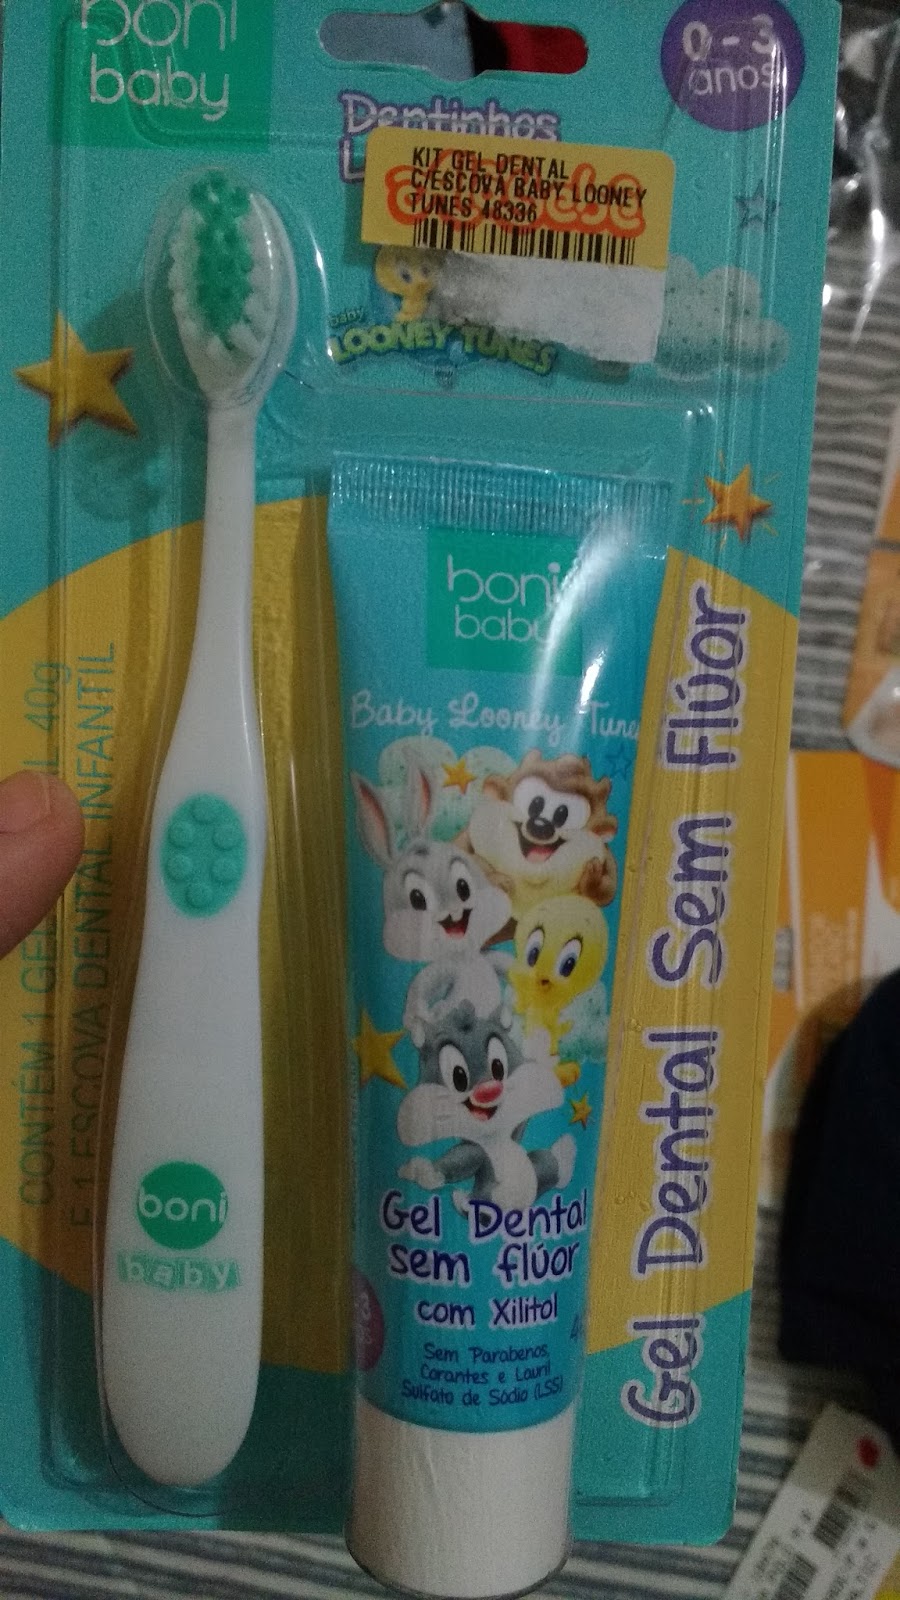 boni
baby
0-3
anos
Dentinhos
KIT GEL DENTAL
C/ESCOVA BABY LOONEY
TUNES 48336
baby
LOONEY TUNES
boni
baby
Baby Looney Tunes
Gel Dental
sem flúor
com Xilitol
Sem Parabenos,
Corantes e Lauril
Sulfato de Sódio (LSS)
Gel Dental Sem Flúor
CONTÉM 1 GEL 40g
E 1 ESCOVA DENTAL INFANTIL
boni
baby